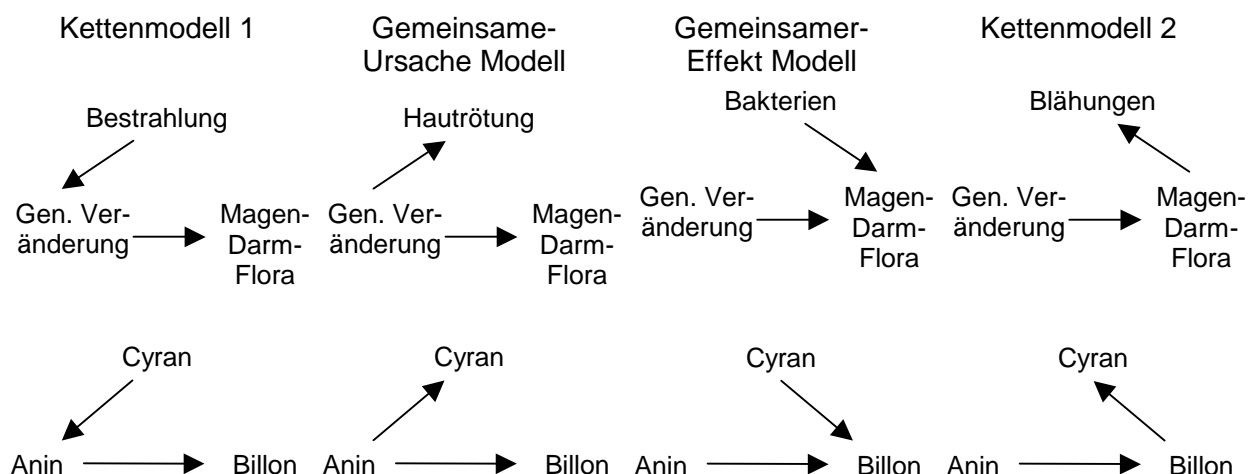 Kettenmodell 1
Gemeinsame-
Ursache Modell
Gemeinsamer-
Effekt Modell
Kettenmodell 2
Bestrahlung
Gen. Ver-
änderung
Magen-
Darm-
Flora
Hautrötung
Gen. Ver-
änderung
Magen-
Darm-
Flora
Bakterien
Gen. Ver-
änderung
Magen-
Darm-
Flora
Blähungen
Gen. Ver-
änderung
Magen-
Darm-
Flora
Cyran
Anin
Billon
Cyran
Anin
Billon
Cyran
Anin
Billon
Cyran
Anin
Billon